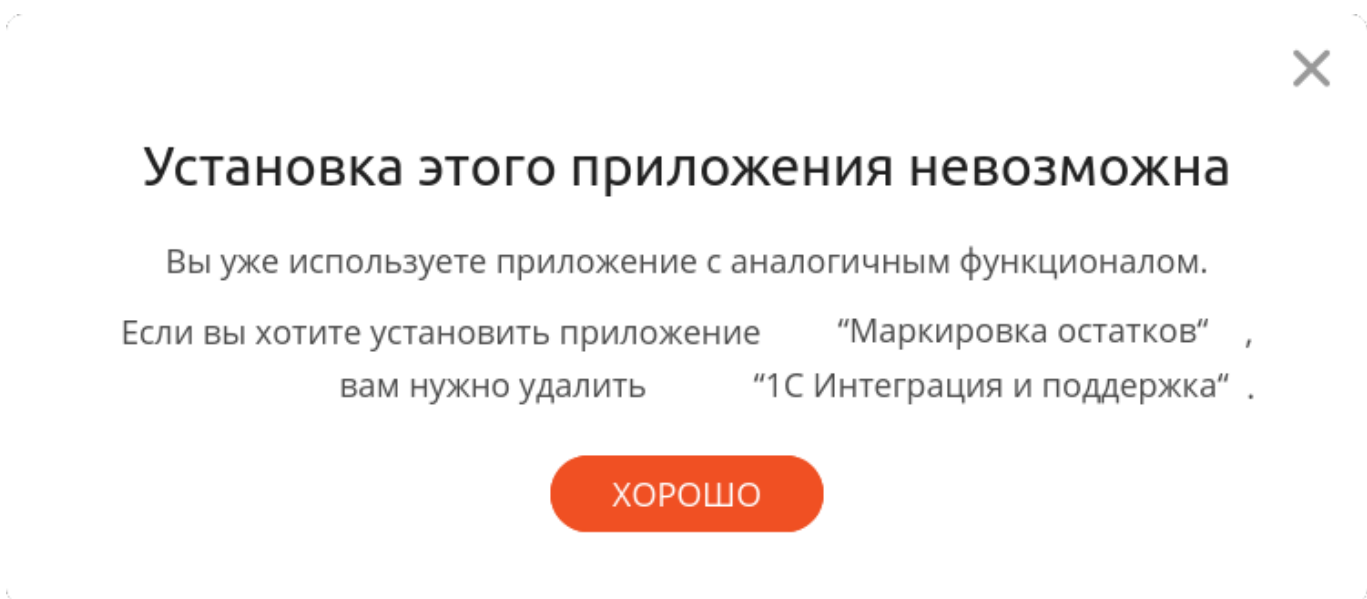 Установка этого приложения невозможна
Вы уже используете приложение с аналогичным функционалом.
Если вы хотите установить приложение “Маркировка остатков“ ,
вам нужно удалить “1С Интеграция и поддержка“ .
ХОРОШО